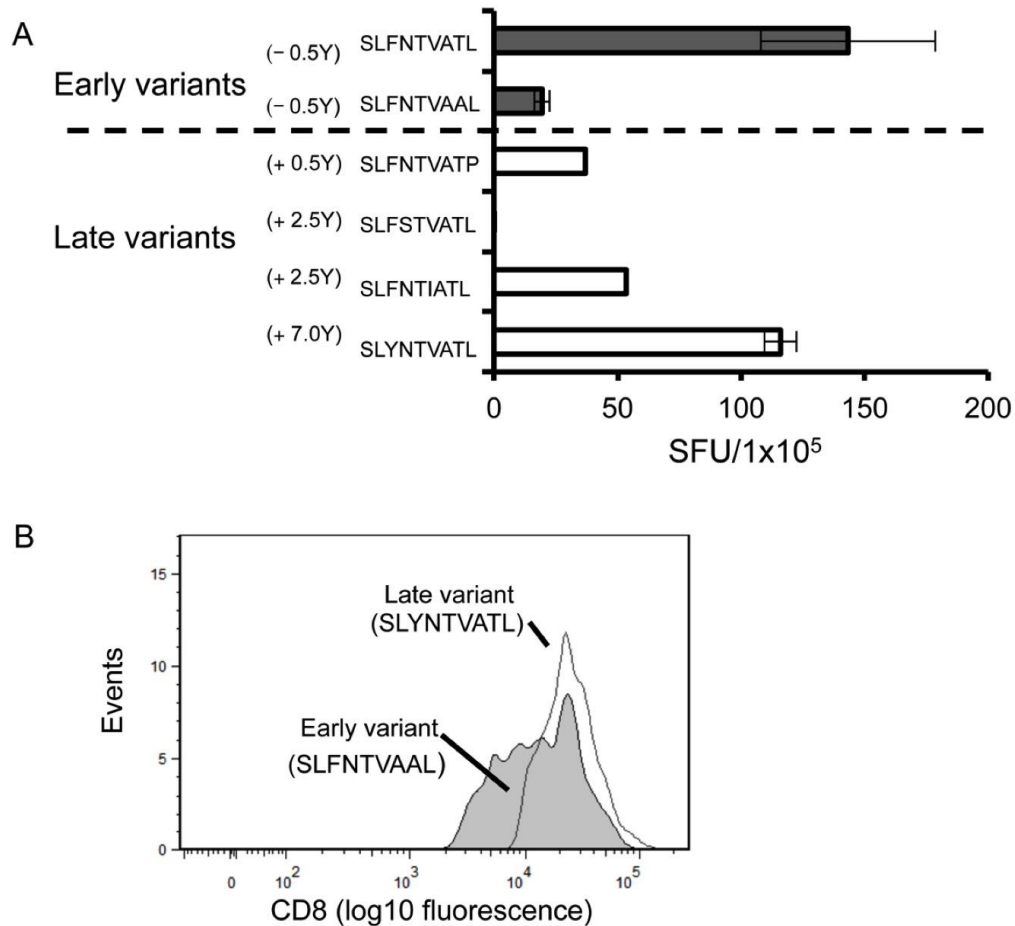 A
Early variants
(− 0.5Y) SLFNTVATL
(− 0.5Y) SLFNTVAAL
Late variants
(+ 0.5Y) SLFNTVATP
(+ 2.5Y) SLFSTVATL
(+ 2.5Y) SLFNTIATL
(+ 7.0Y) SLYNTVATL
0 50 100 150 200
SFU/1x10⁵
B
Events
15
10
5
0
Late variant
(SLYNTVATL)
Early variant
(SLFNTVAAL)
0 10² 10³ 10⁴ 10⁵
CD8 (log10 fluorescence)